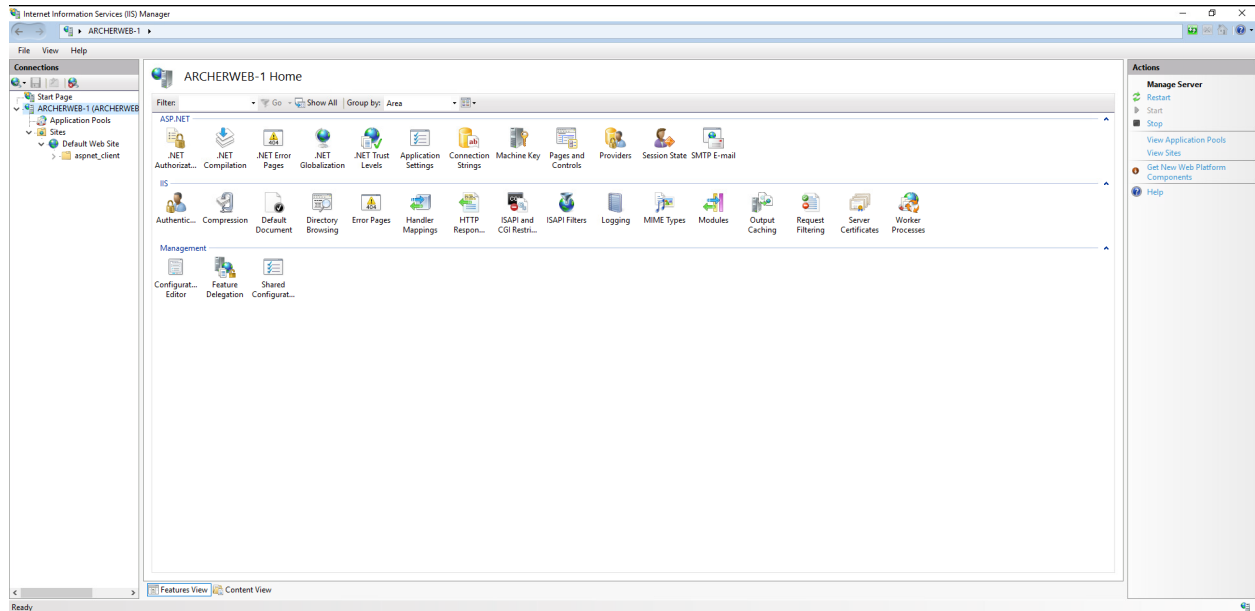 Internet Information Services (IIS) Manager
ARCHERWEB-1
File View Help
Connections
Start Page
ARCHERWEB-1 (ARCHERWEB
Application Pools
Sites
Default Web Site
aspnet_client
ARCHERWEB-1 Home
Filter: Go Show All Group by: Area
ASP.NET
.NET Authorizat...
.NET Compilation
.NET Error Pages
.NET Globalization
.NET Trust Levels
Application Settings
Connection Strings
Machine Key
Pages and Controls
Providers
Session State
SMTP E-mail
IIS
Authentic...
Compression
Default Document
Directory Browsing
Error Pages
Handler Mappings
HTTP Respon...
ISAPI and CGI Restri...
ISAPI Filters
Logging
MIME Types
Modules
Output Caching
Request Filtering
Server Certificates
Worker Processes
Management
Configurat... Editor
Feature Delegation
Shared Configurat...
Features View Content View
Actions
Manage Server
Restart
Start
Stop
View Application Pools
View Sites
Get New Web Platform
Components
Help
Ready